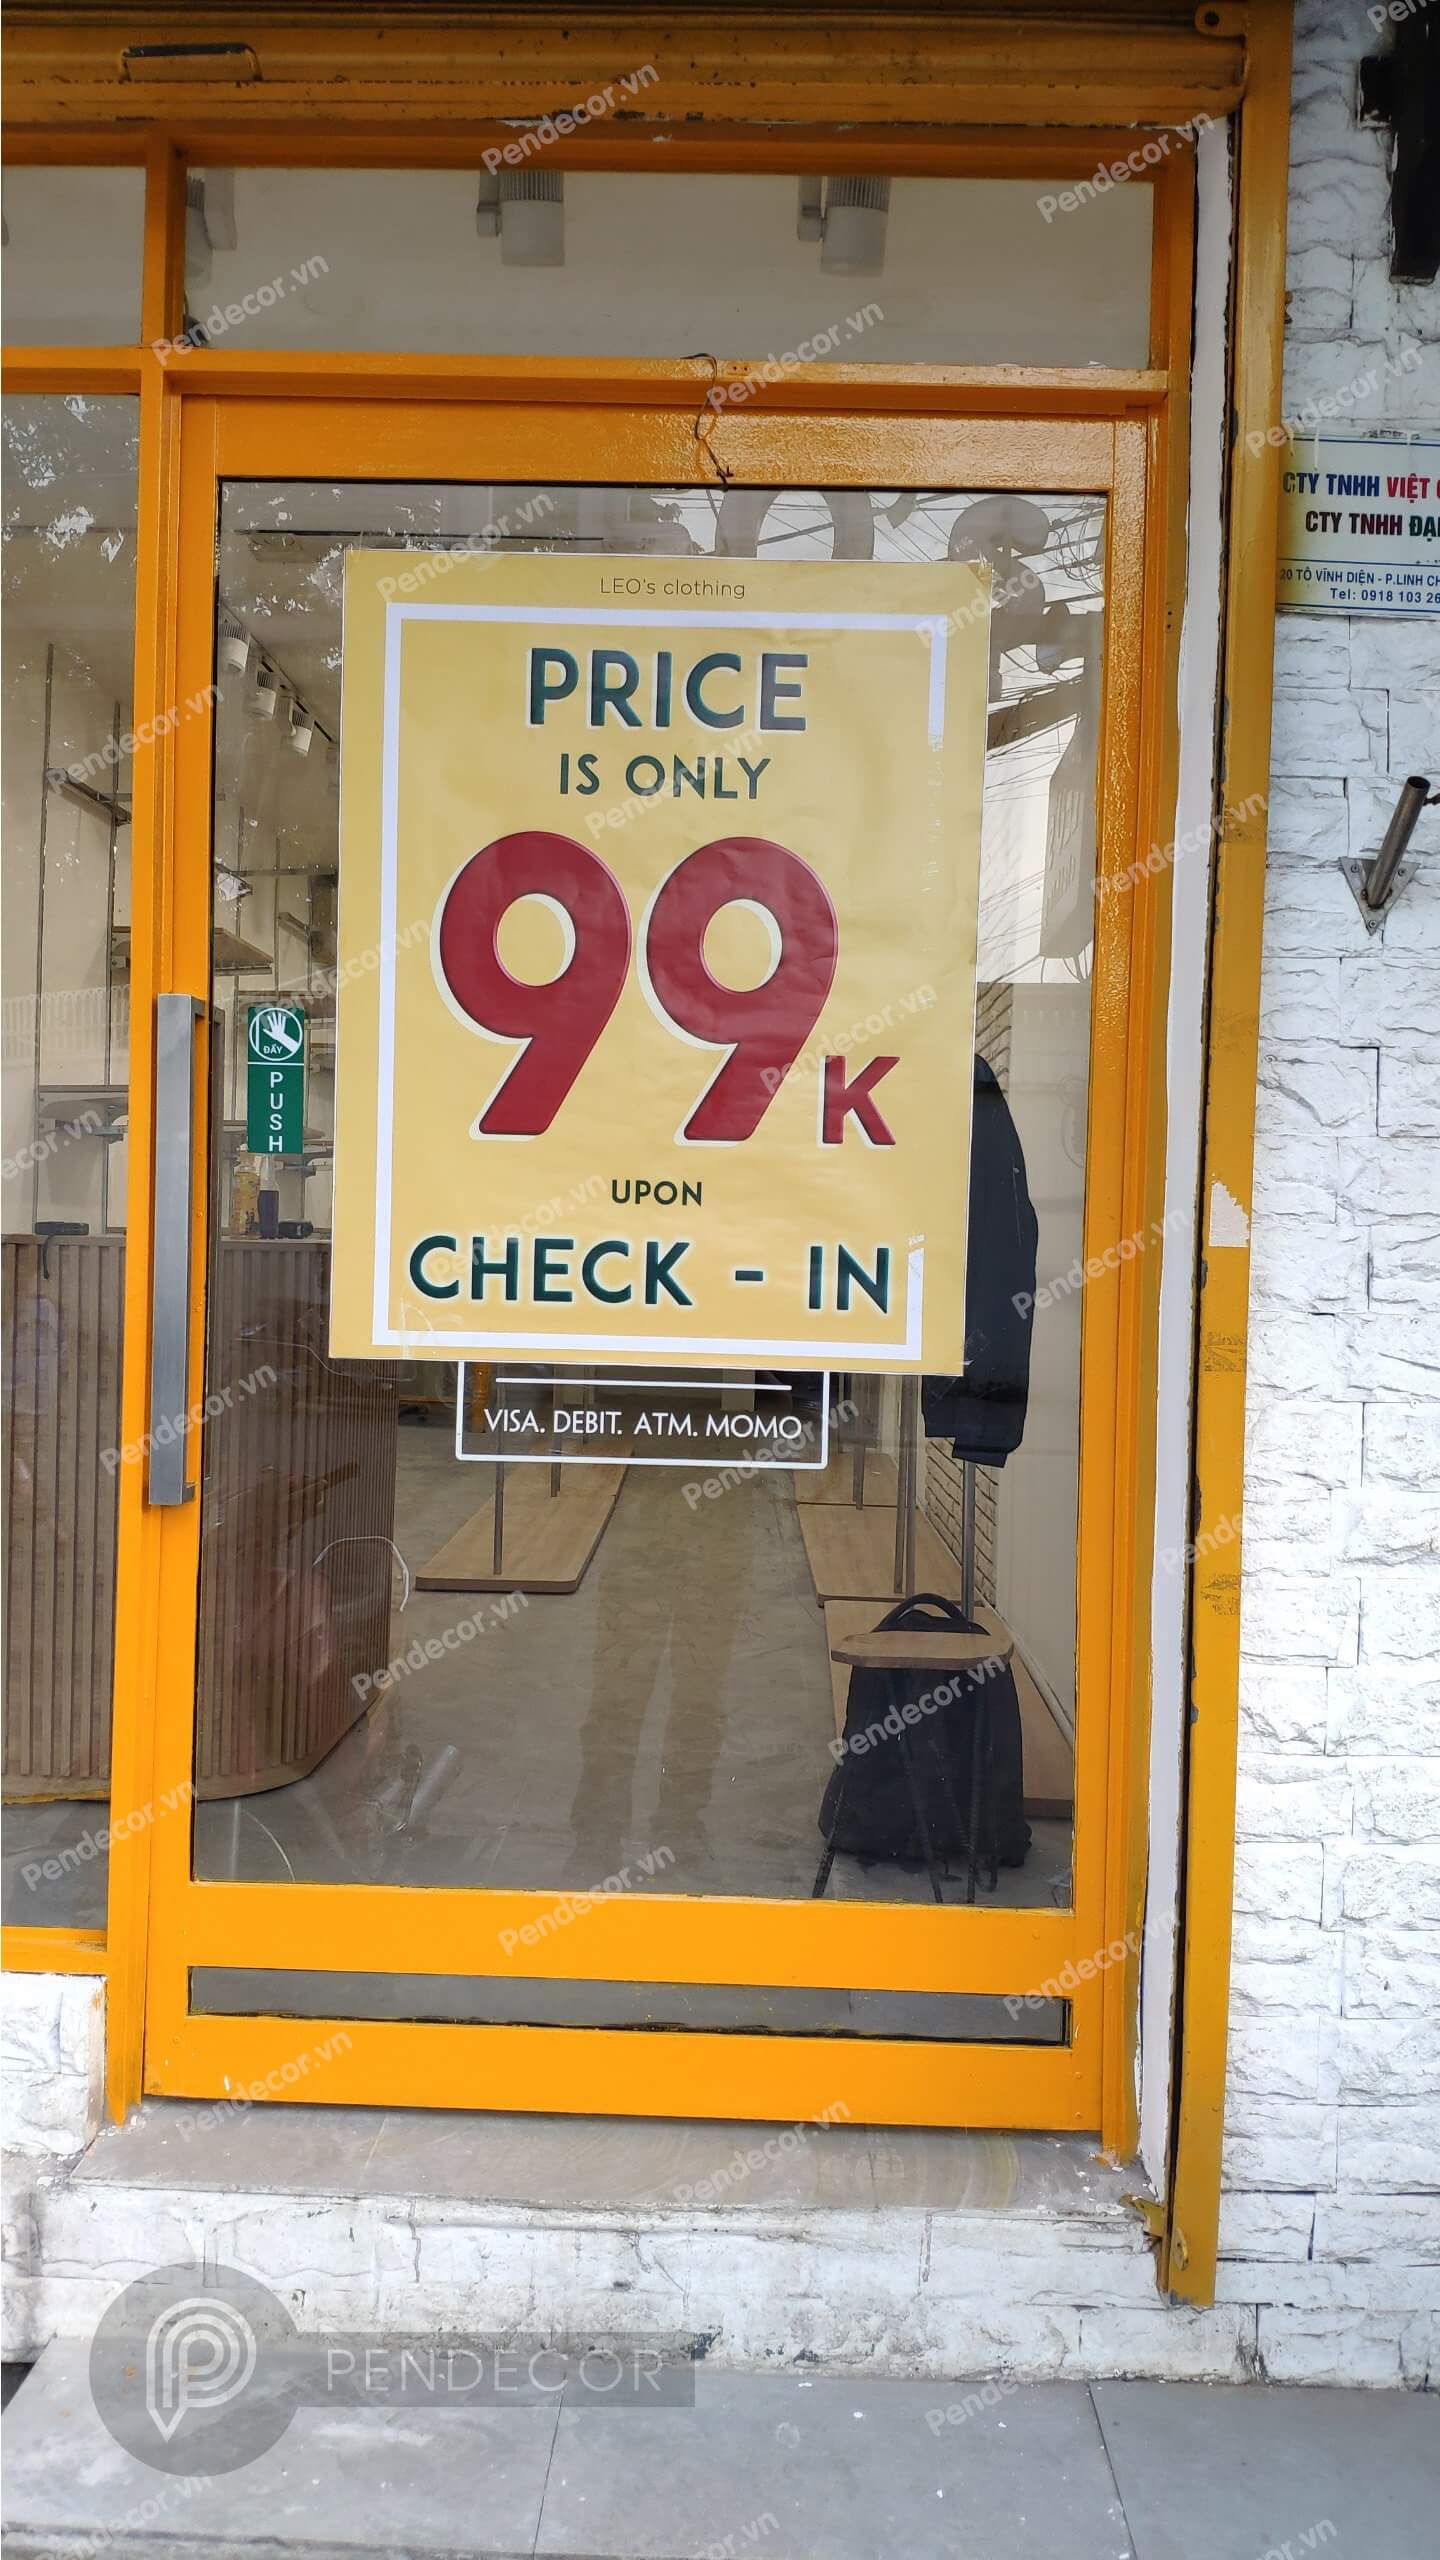 LEO's clothing
PRICE
IS ONLY
99K
UPON
CHECK - IN
VISA. DEBIT. ATM. MOMO
ĐẨY
PUSH
CTY TNHH VIỆT
CTY TNHH
20 TÔ VĨNH DIỆN - P.LINH CH
Tel: 0918 103 26
PENDECOR
Pendecor.vn